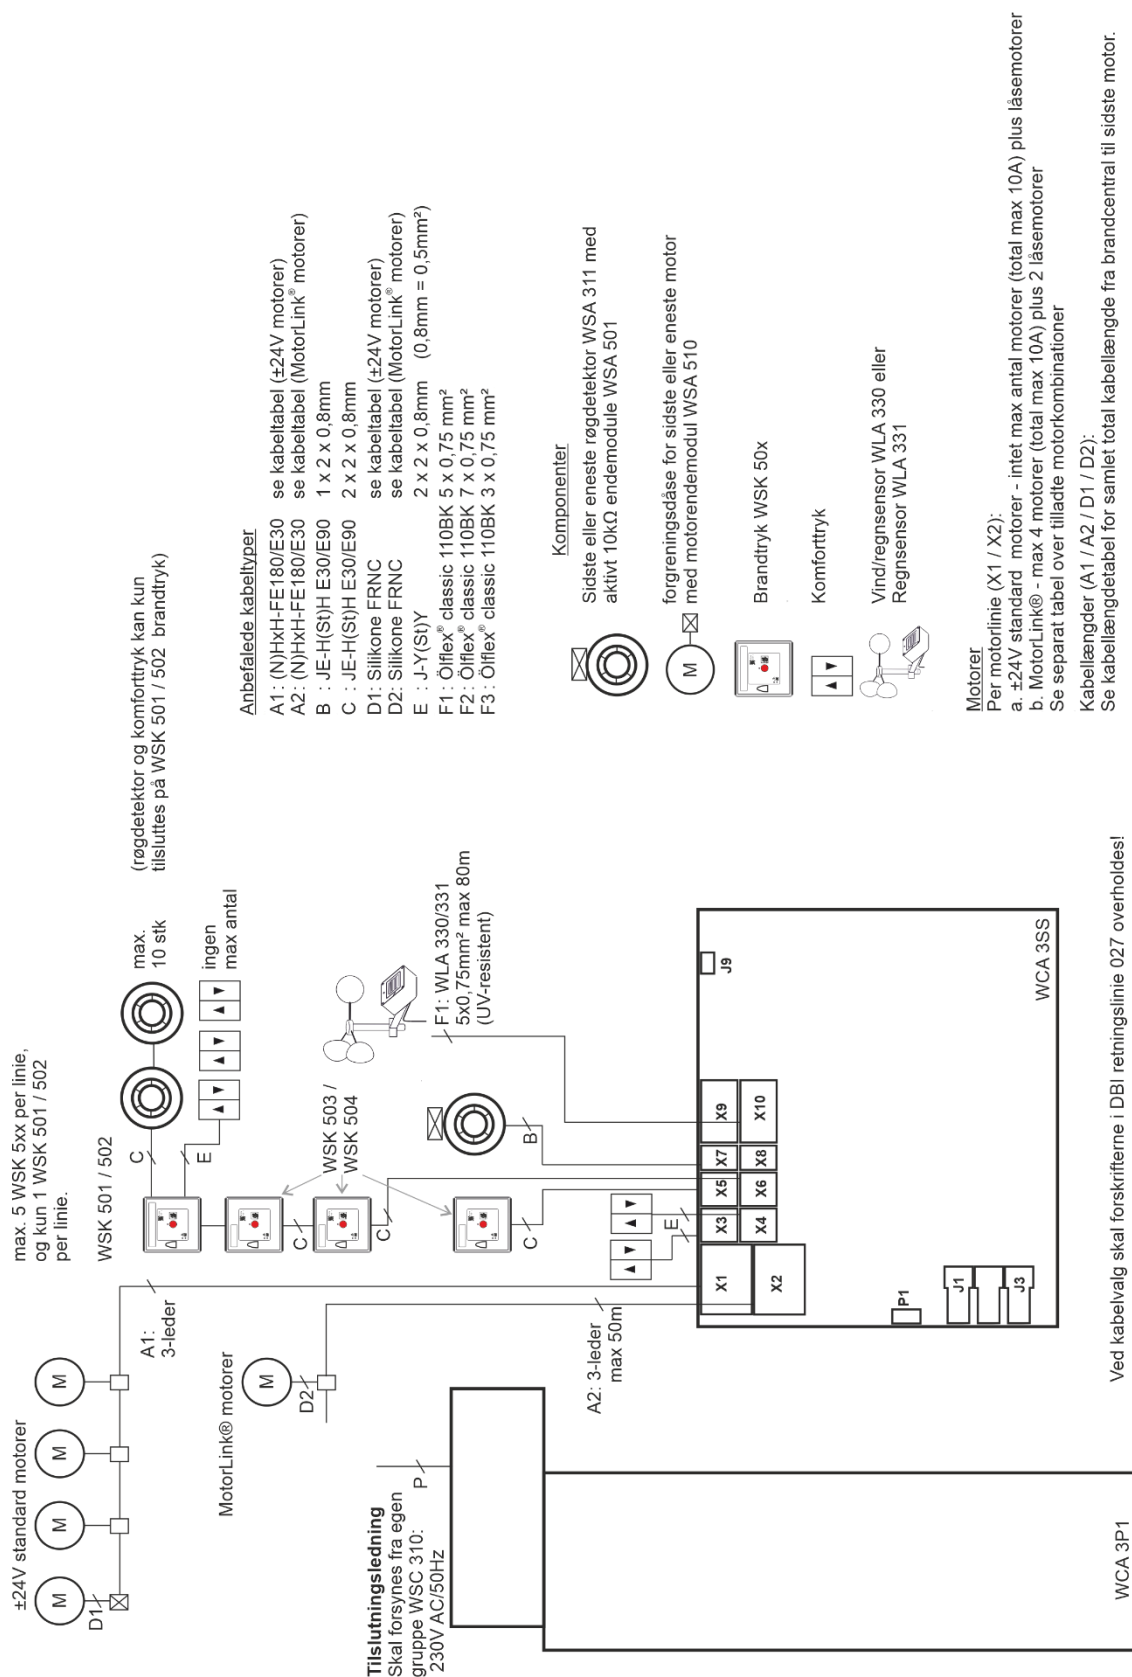 ±24V standard motorer
M
M
M
M
D1
A1:
3-leder
MotorLink® motorer
M
D2
A2: 3-leder
max 50m
Tilslutningsledning
Skal forsynes fra egen
gruppe WSC 310:
230V AC/50Hz
P
WCA 3P1
max. 5 WSK 5xx per linie,
og kun 1 WSK 501 / 502
per linie.
WSK 501 / 502
C
E
max.
10 stk
(røgdetektor og komforttryk kan kun
tilsluttes på WSK 501 / 502 brandtryk)
ingen
max antal
WSK 503 /
WSK 504
C
C
C
B
E
F1: WLA 330/331
5x0,75mm² max 80m
(UV-resistent)
X1
X3
X5
X7
X9
X2
X4
X6
X8
X10
J9
P1
J1
J3
WCA 3SS
Ved kabelvalg skal forskrifterne i DBI retningslinie 027 overholdes!
Anbefalede kabeltyper
A1: (N)HxH-FE180/E30 se kabeltabel (±24V motorer)
A2: (N)HxH-FE180/E30 se kabeltabel (MotorLink® motorer)
B : JE-H(St)H E30/E90 1 x 2 x 0,8mm
C : JE-H(St)H E30/E90 2 x 2 x 0,8mm
D1: Silikone FRNC se kabeltabel (±24V motorer)
D2: Silikone FRNC se kabeltabel (MotorLink® motorer)
E : J-Y(St)Y 2 x 2 x 0,8mm (0,8mm = 0,5mm²)
F1: Ölflex® classic 110BK 5 x 0,75 mm²
F2: Ölflex® classic 110BK 7 x 0,75 mm²
F3: Ölflex® classic 110BK 3 x 0,75 mm²
Komponenter
Sidste eller eneste røgdetektor WSA 311 med
aktivt 10kΩ endemodule WSA 501
M
forgreningsdåse for sidste eller eneste motor
med motorendemodul WSA 510
Brandtryk WSK 50x
Komforttryk
Vind/regnsensor WLA 330 eller
Regnsensor WLA 331
Motorer
Per motorlinie (X1 / X2):
a. ±24V standard motorer - intet max antal motorer (total max 10A) plus låsemotorer
b. MotorLink® - max 4 motorer (total max 10A) plus 2 låsemotorer
Se separat tabel over tilladte motorkombinationer
Kabellængder (A1 / A2 / D1 / D2):
Se kabellængdetabel for samlet total kabellængde fra brandcentral til sidste motor.